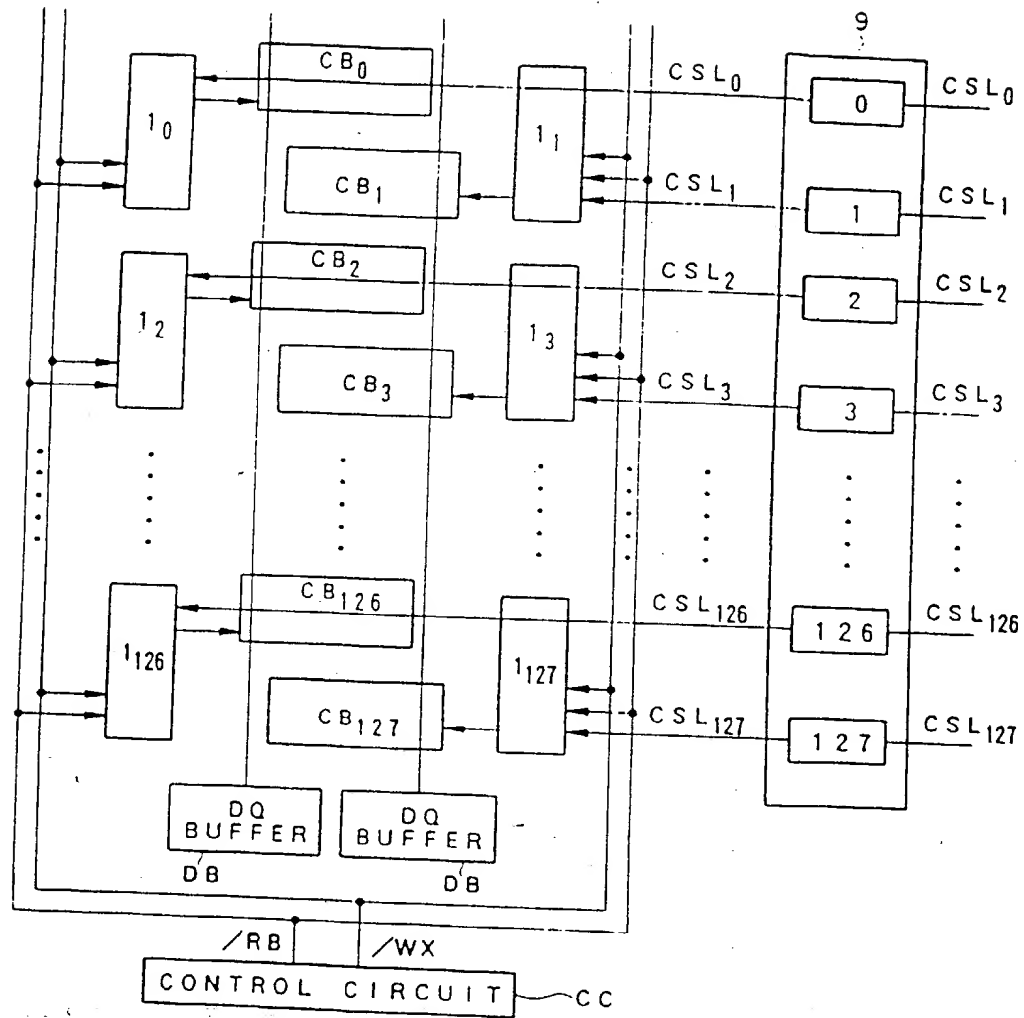 9
CB0 CSL0 0 CSL0
10 11
CB1 CSL1 1 CSL1
CB2 CSL2 2 CSL2
12 13
CB3 CSL3 3 CSL3
CB126 CSL126 126 CSL126
1126 1127
CB127 CSL127 127 CSL127
DQ BUFFER DQ BUFFER
DB DB
/RB /WX
CONTROL CIRCUIT CC